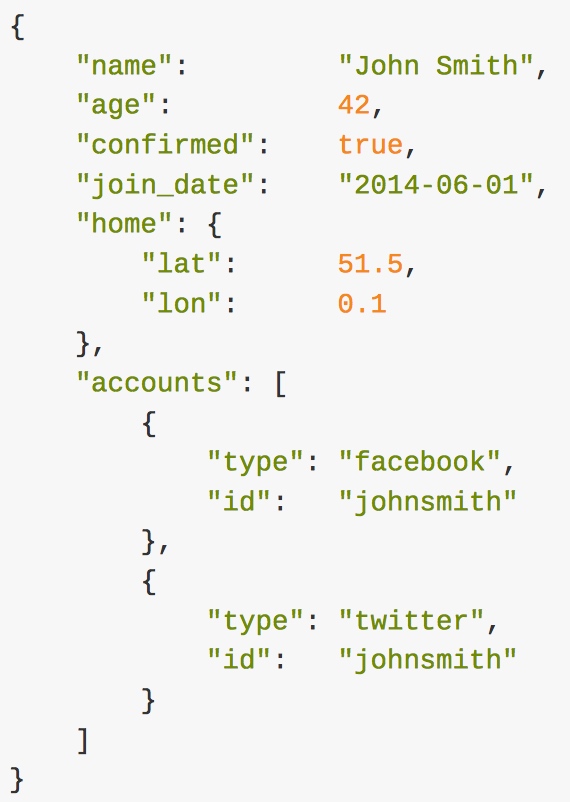 {
    "name":         "John Smith",
    "age":          42,
    "confirmed":    true,
    "join_date":    "2014-06-01",
    "home": {
        "lat":      51.5,
        "lon":      0.1
    },
    "accounts": [
        {
            "type": "facebook",
            "id":   "johnsmith"
        },
        {
            "type": "twitter",
            "id":   "johnsmith"
        }
    ]
}